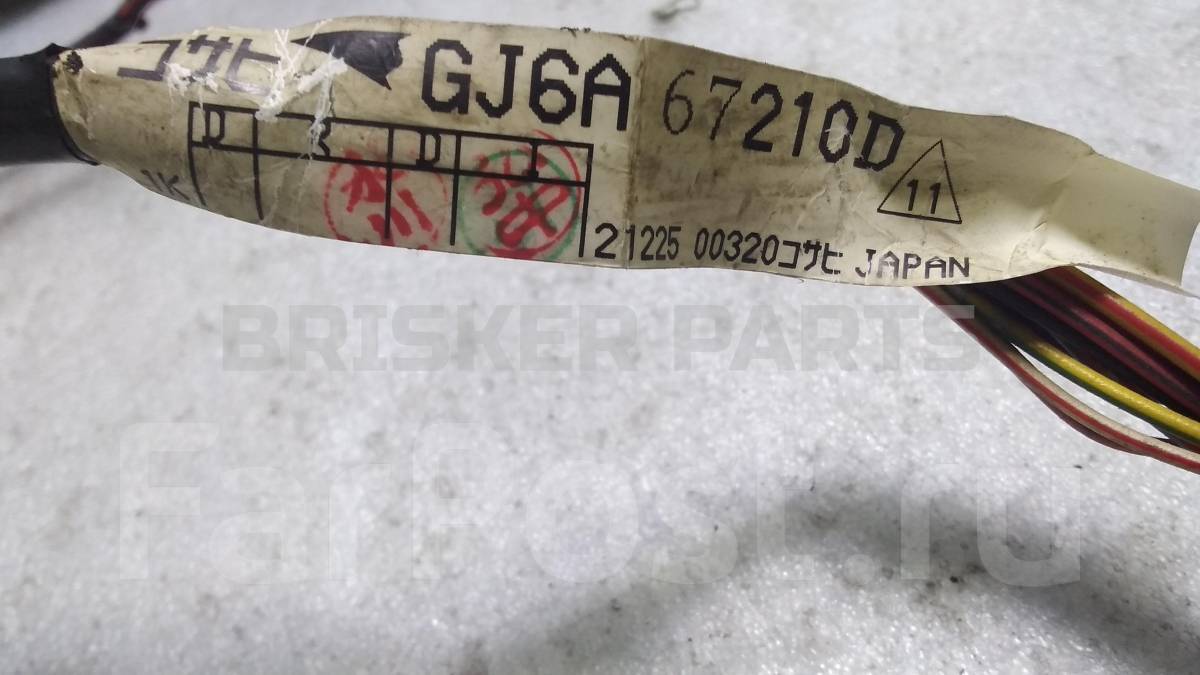 コサヒ GJ6A 67210D 11
D D
1K
21225 00320コサヒ JAPAN
BRISKER PARTS
FarPost.ru